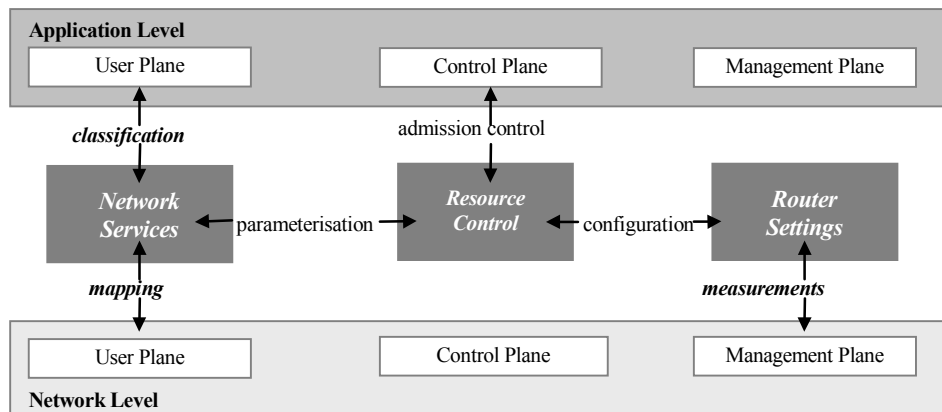 Application Level
User Plane
Control Plane
Management Plane
classification
admission control
Network
Services
Resource
Control
Router
Settings
parameterisation
configuration
mapping
measurements
User Plane
Control Plane
Management Plane
Network Level